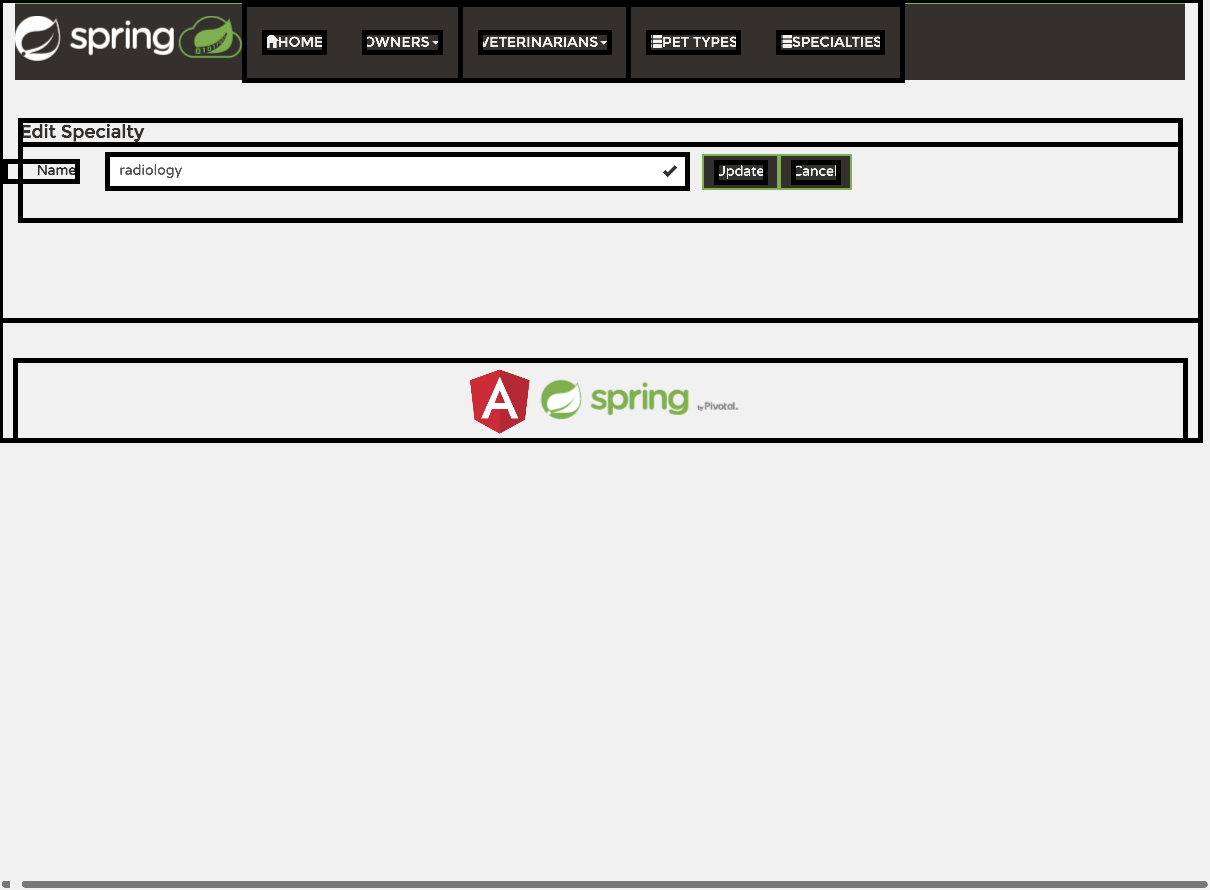 spring
HOME OWNERS VETERINARIANS PET TYPES SPECIALTIES
Edit Specialty
Name radiology Update Cancel
spring by Pivotal.